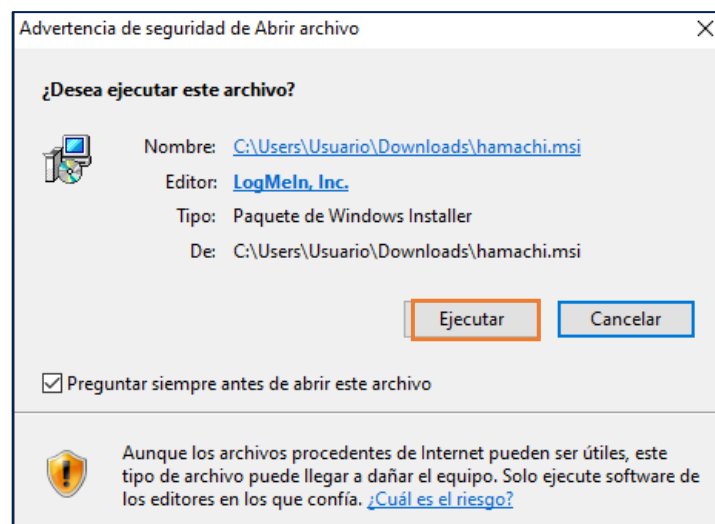 Advertencia de seguridad de Abrir archivo
¿Desea ejecutar este archivo?
Nombre: C:\Users\Usuario\Downloads\hamachi.msi
Editor: LogMeIn, Inc.
Tipo: Paquete de Windows Installer
De: C:\Users\Usuario\Downloads\hamachi.msi
Ejecutar Cancelar
Preguntar siempre antes de abrir este archivo
Aunque los archivos procedentes de Internet pueden ser útiles, este
tipo de archivo puede llegar a dañar el equipo. Solo ejecute software de
los editores en los que confía. ¿Cuál es el riesgo?